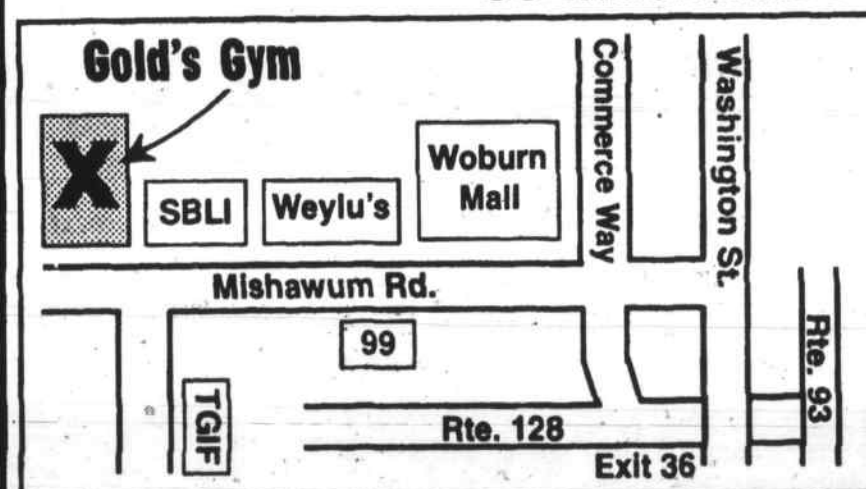 Gold's Gym
X
SBLI
Weylu's
Woburn
Mall
Commerce Way
Washington St.
Mishawum Rd.
99
TGIF
Rte. 128
Exit 36
Rte. 93